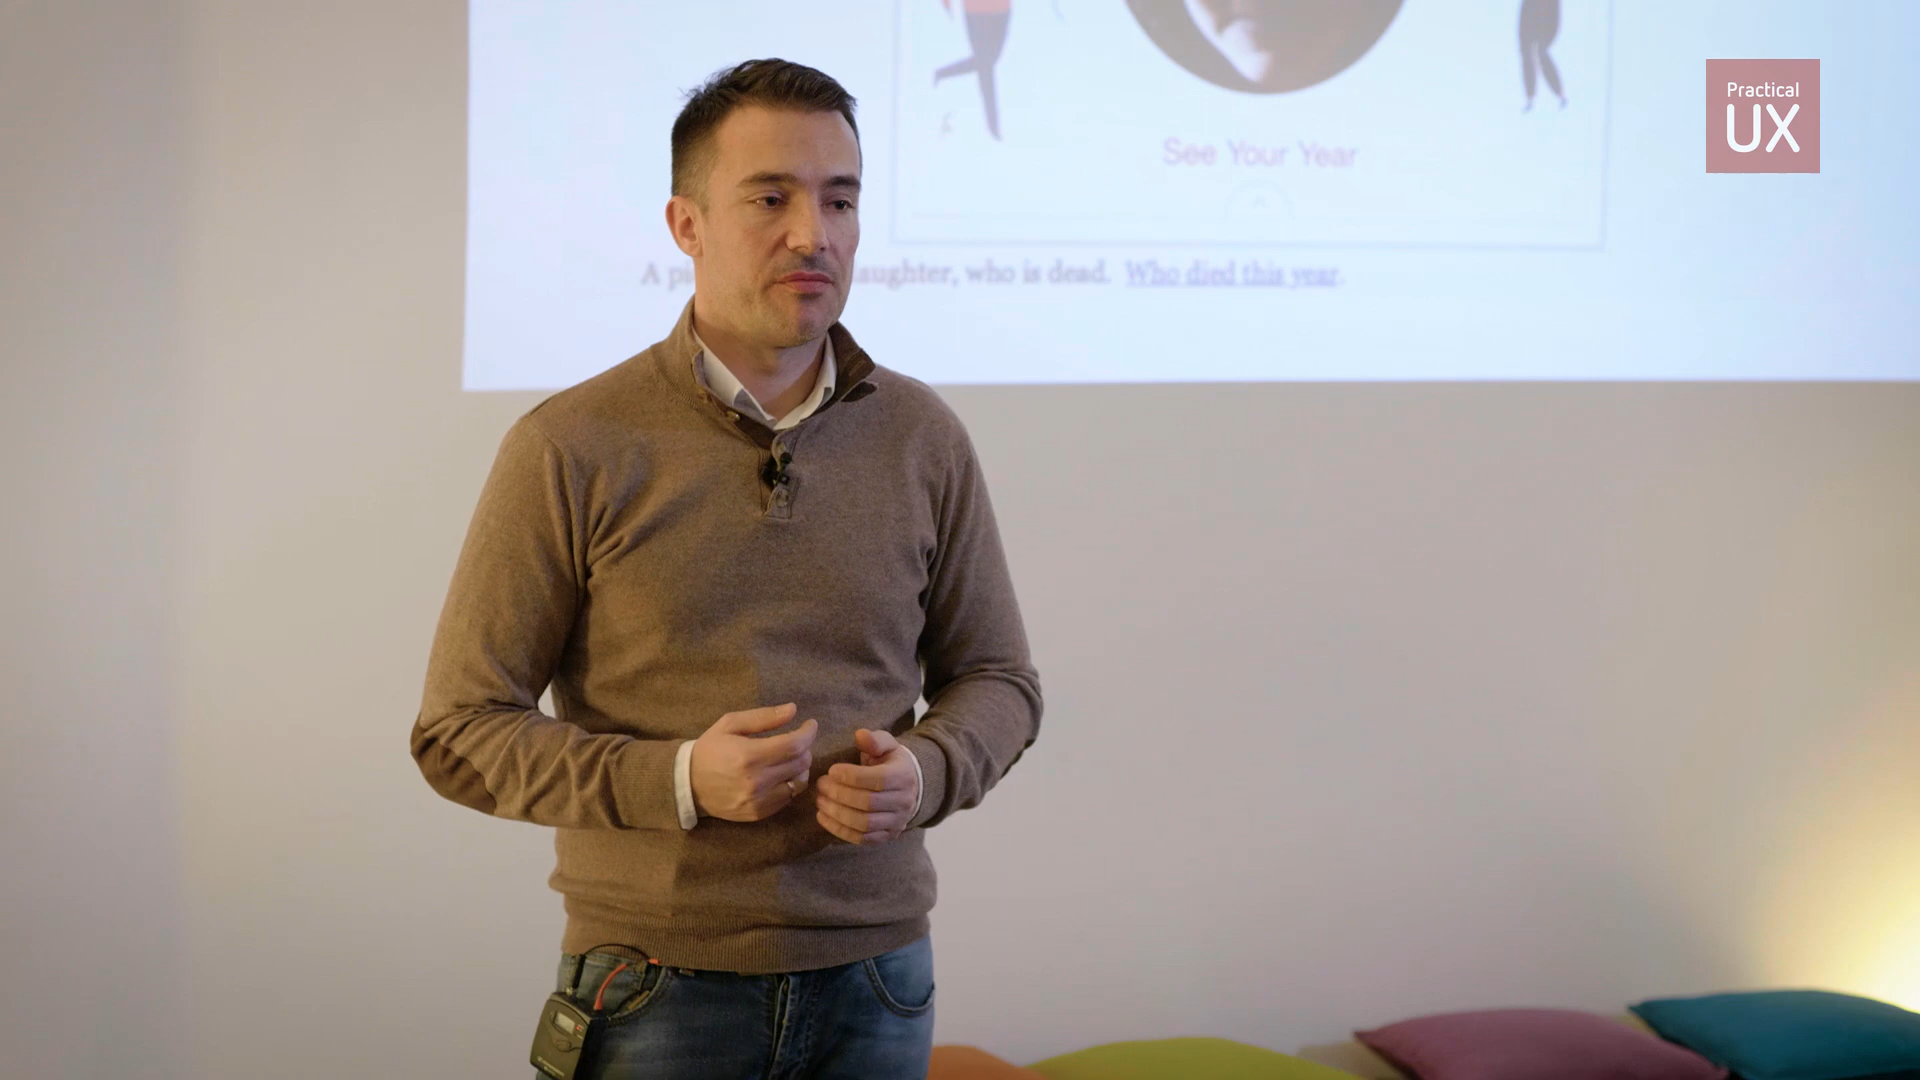 Practical
UX
See Your Year
A pi aughter, who is dead. Who died this year.